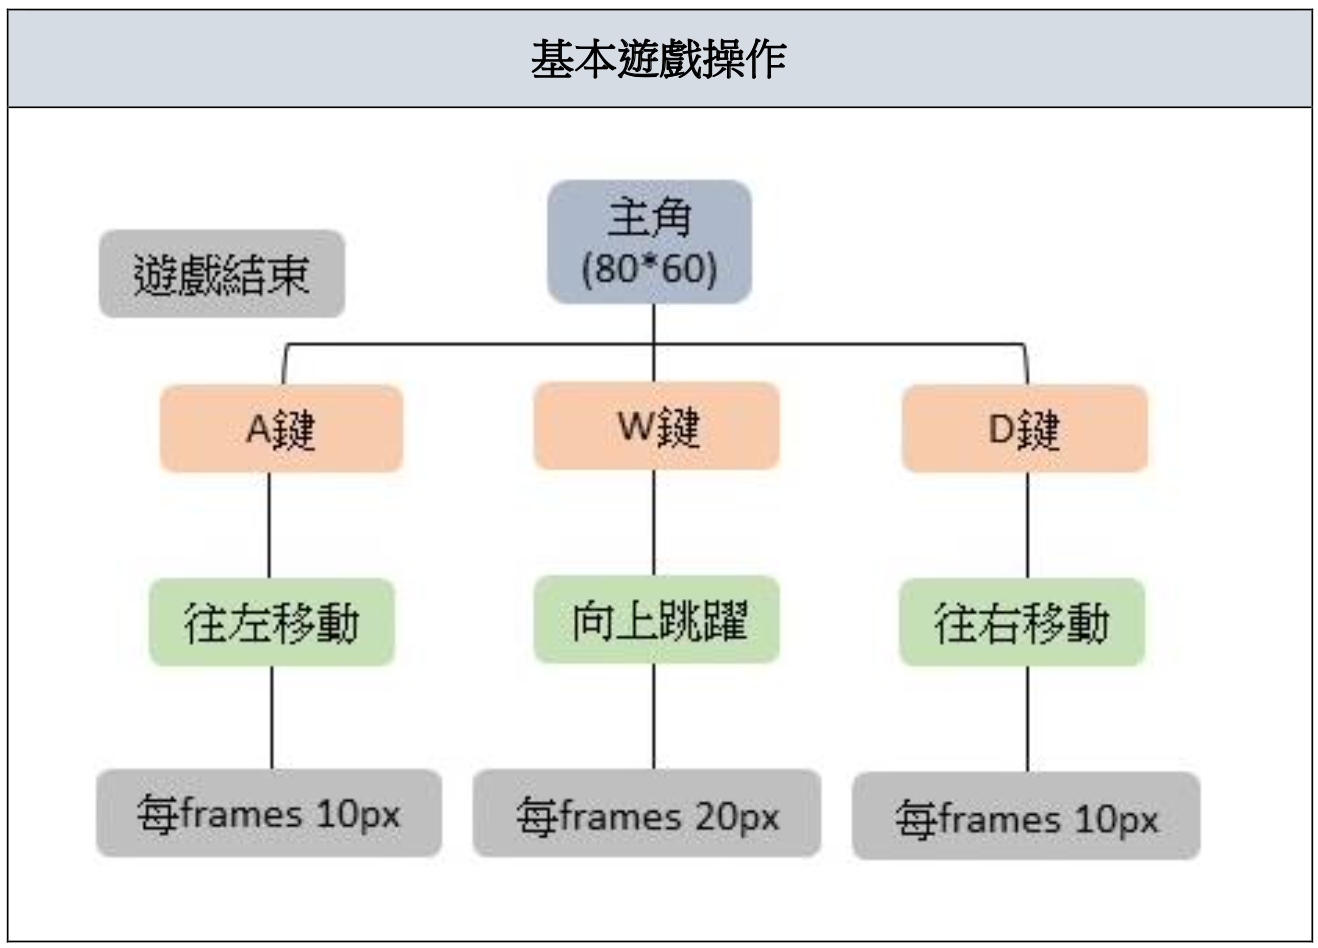 基本遊戲操作
主角
(80*60)
遊戲結束
A鍵
W鍵
D鍵
往左移動
向上跳躍
往右移動
每frames 10px
每frames 20px
每frames 10px